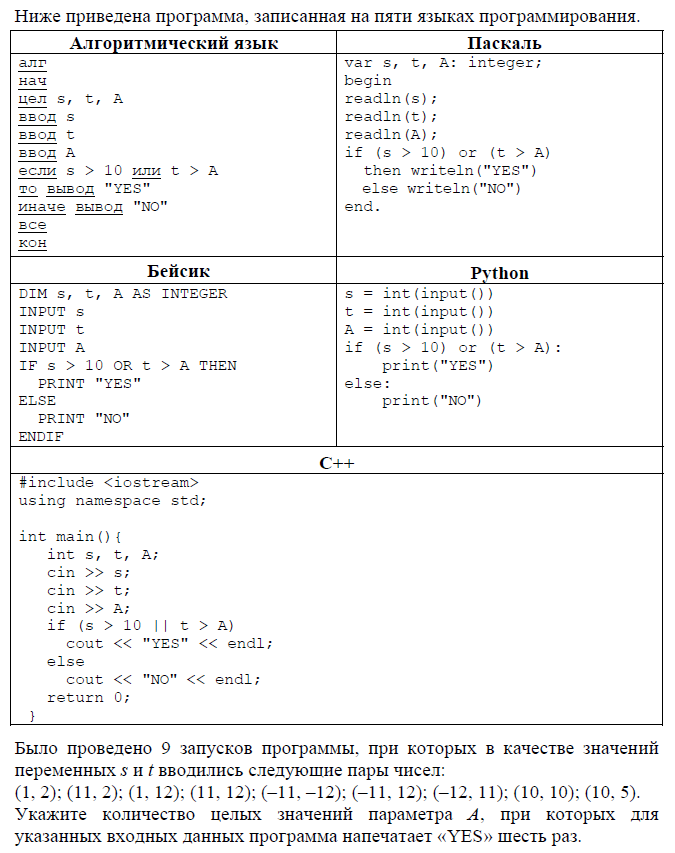 Ниже приведена программа, записанная на пяти языках программирования.
Алгоритмический язык
алг
нач
цел s, t, A
ввод s
ввод t
ввод A
если s > 10 или t > A
то вывод "YES"
иначе вывод "NO"
все
кон
Паскаль
var s, t, A: integer;
begin
readln(s);
readln(t);
readln(A);
if (s > 10) or (t > A)
  then writeln("YES")
  else writeln("NO")
end.
Бейсик
DIM s, t, A AS INTEGER
INPUT s
INPUT t
INPUT A
IF s > 10 OR t > A THEN
  PRINT "YES"
ELSE
  PRINT "NO"
ENDIF
Python
s = int(input())
t = int(input())
A = int(input())
if (s > 10) or (t > A):
    print("YES")
else:
    print("NO")
C++
#include <iostream>
using namespace std;

int main(){
   int s, t, A;
   cin >> s;
   cin >> t;
   cin >> A;
   if (s > 10 || t > A)
     cout << "YES" << endl;
   else
     cout << "NO" << endl;
   return 0;
 }
Было проведено 9 запусков программы, при которых в качестве значений
переменных s и t вводились следующие пары чисел:
(1, 2); (11, 2); (1, 12); (11, 12); (–11, –12); (–11, 12); (–12, 11); (10, 10); (10, 5).
Укажите количество целых значений параметра A, при которых для
указанных входных данных программа напечатает «YES» шесть раз.